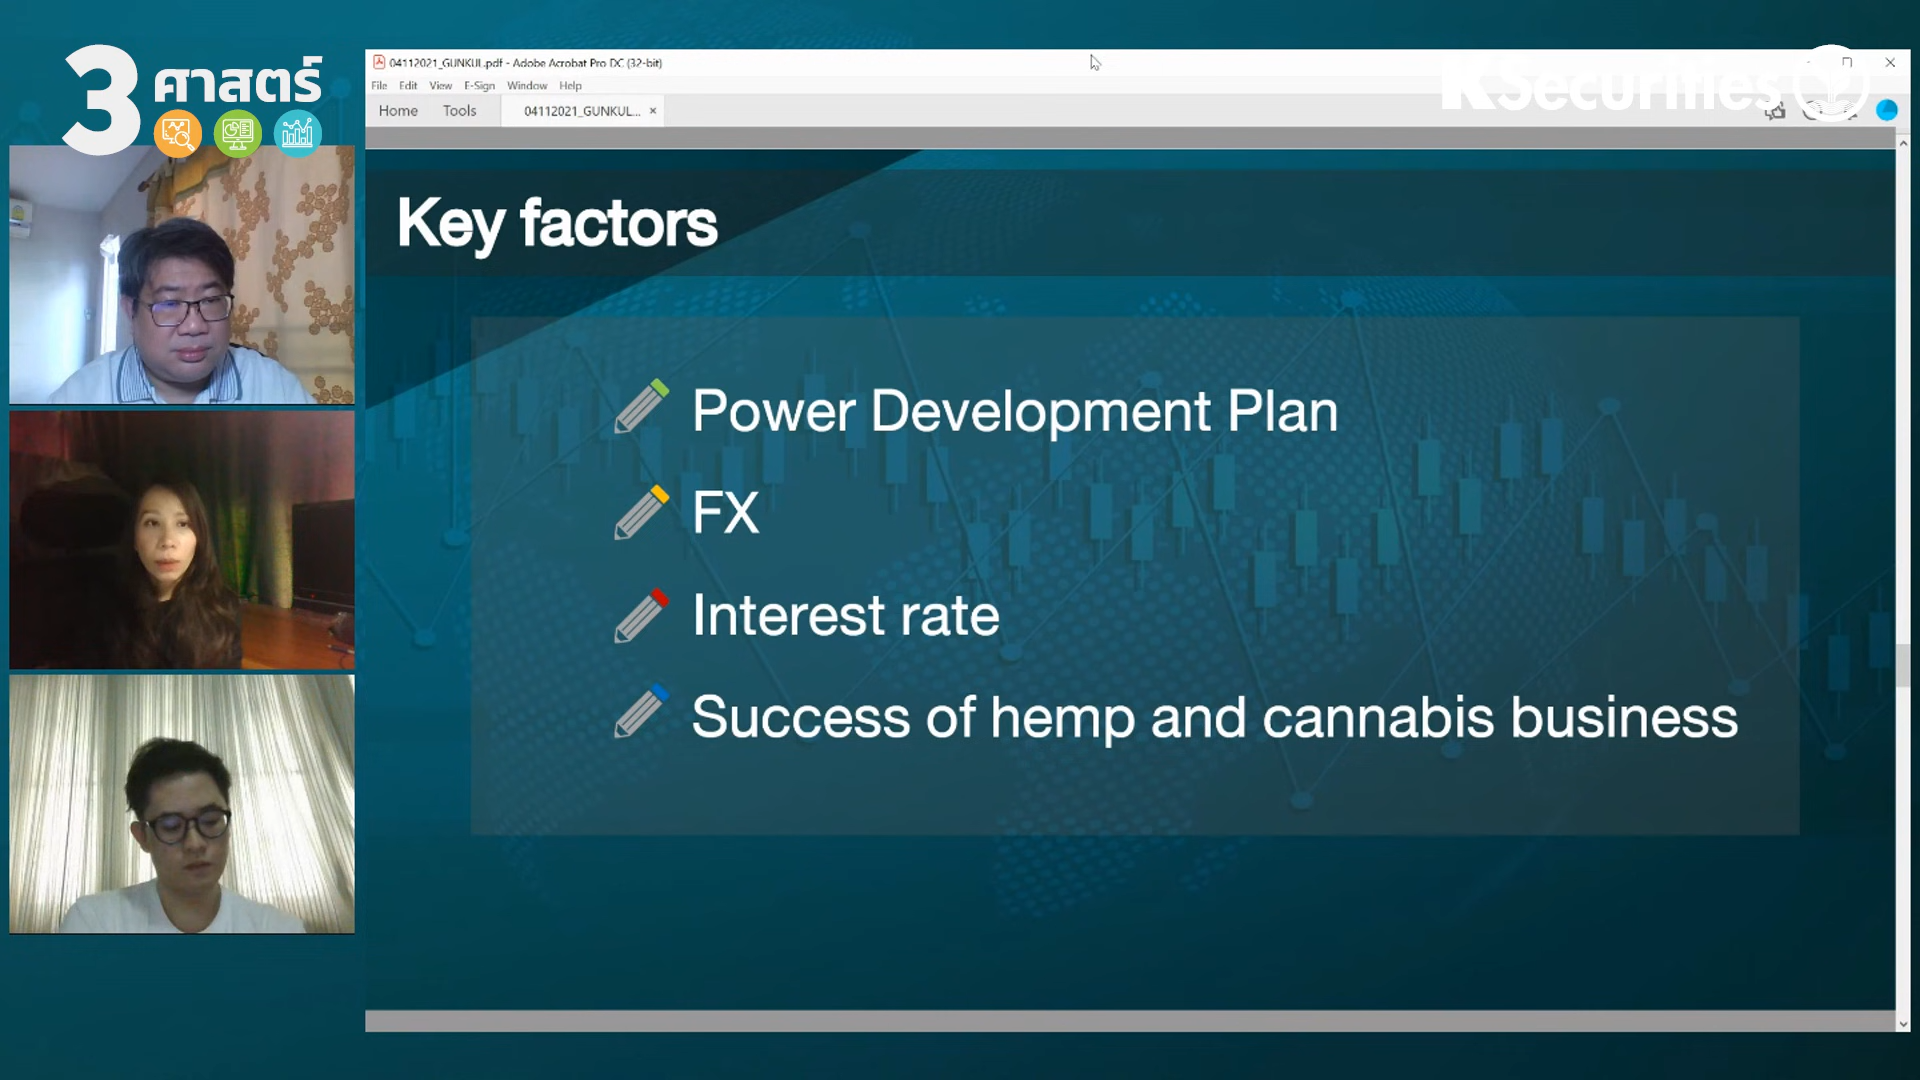 3 ศาสตร์
04112021_GUNKUL.pdf - Adobe Acrobat Pro DC (32-bit)
File Edit View E-Sign Window Help
KSecurities
Home Tools 04112021_GUNKUL... ×
Key factors
Power Development Plan
FX
Interest rate
Success of hemp and cannabis business